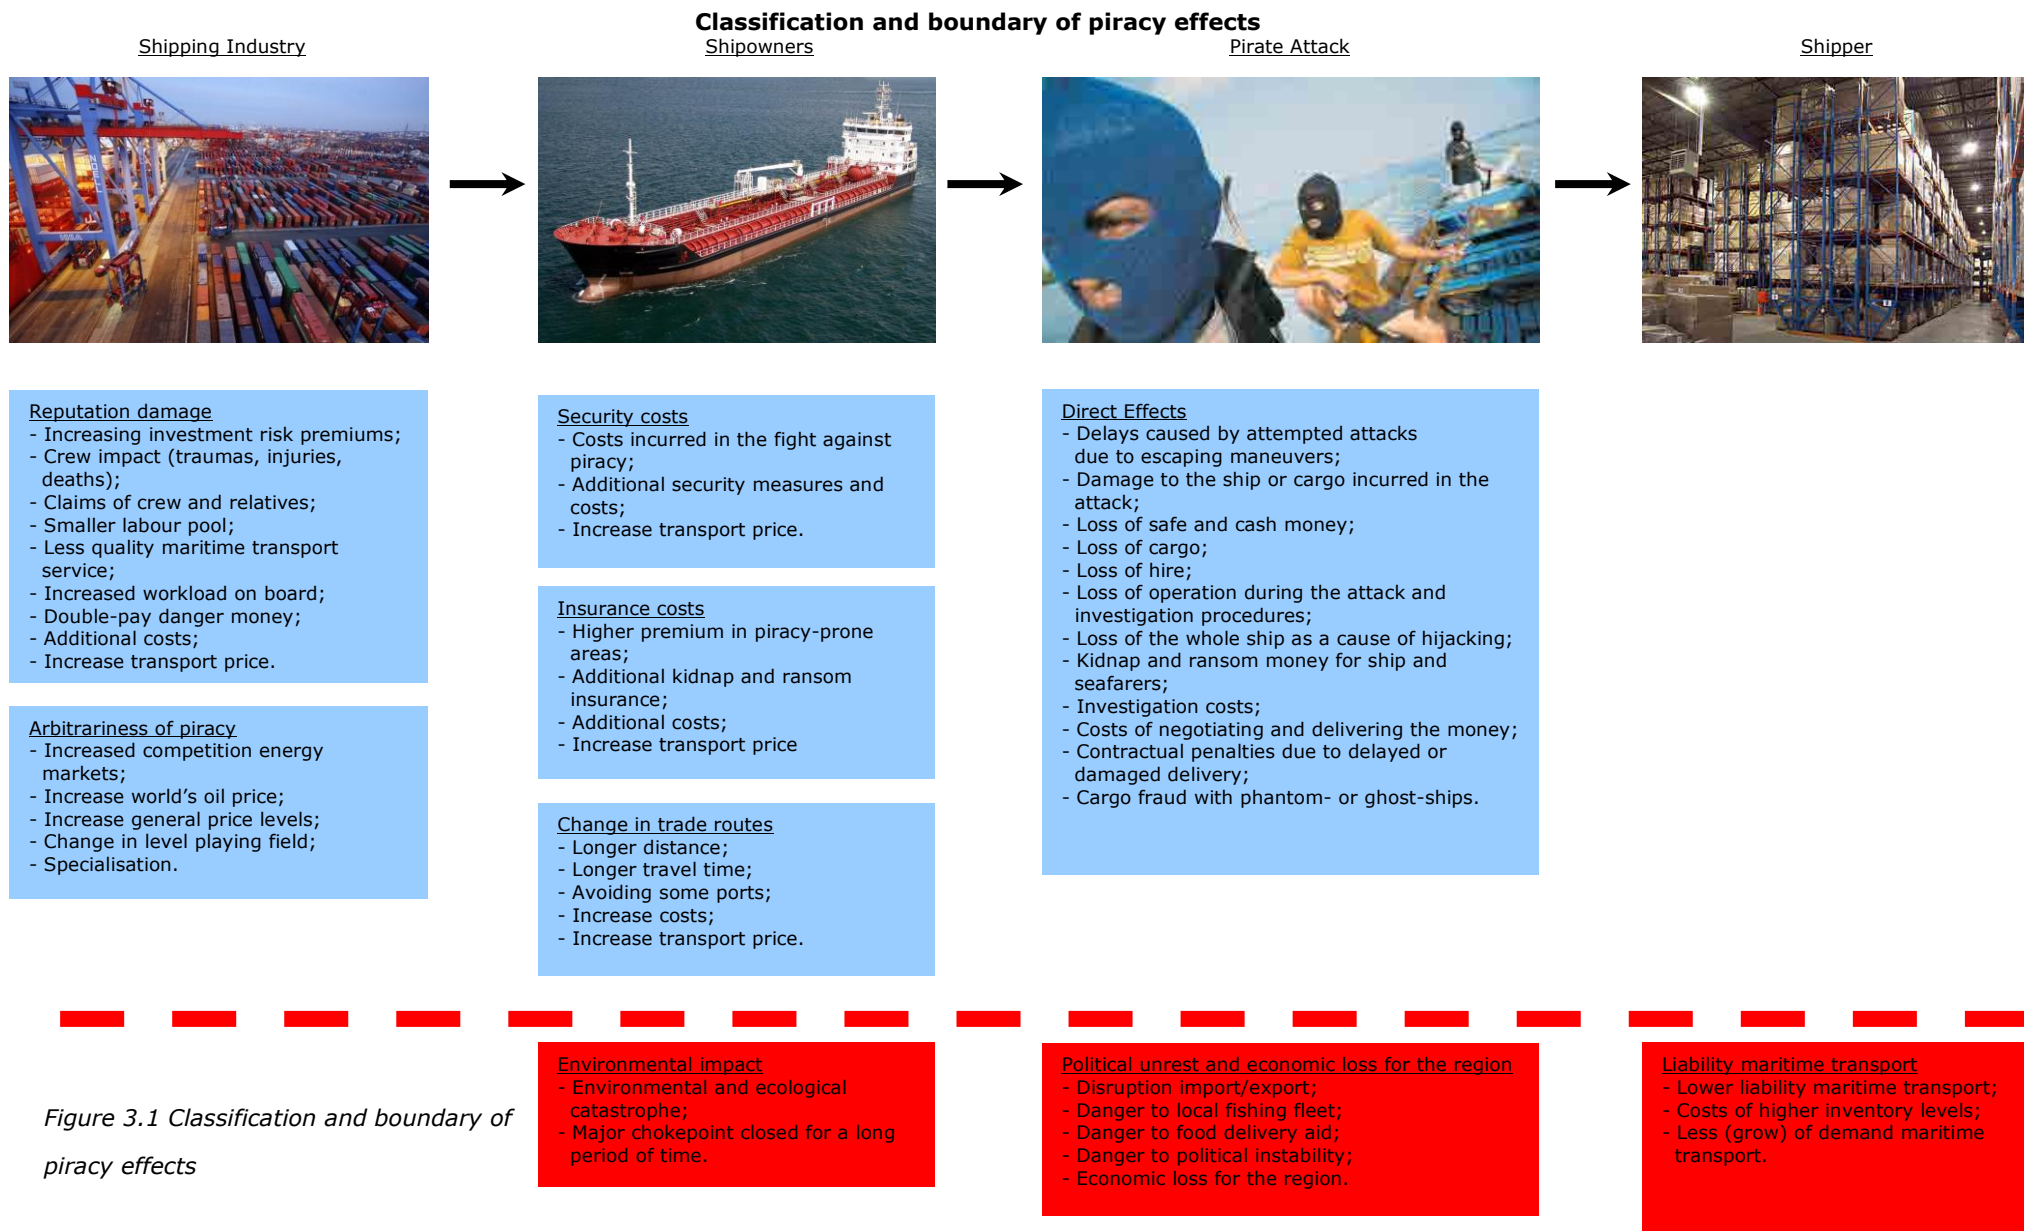 Classification and boundary of piracy effects
Shipping Industry
Shipowners
Pirate Attack
Shipper
Reputation damage
- Increasing investment risk premiums;
- Crew impact (traumas, injuries,
deaths);
- Claims of crew and relatives;
- Smaller labour pool;
- Less quality maritime transport
service;
- Increased workload on board;
- Double-pay danger money;
- Additional costs;
- Increase transport price.
Arbitrariness of piracy
- Increased competition energy
markets;
- Increase world’s oil price;
- Increase general price levels;
- Change in level playing field;
- Specialisation.
Security costs
- Costs incurred in the fight against
piracy;
- Additional security measures and
costs;
- Increase transport price.
Insurance costs
- Higher premium in piracy-prone
areas;
- Additional kidnap and ransom
insurance;
- Additional costs;
- Increase transport price
Change in trade routes
- Longer distance;
- Longer travel time;
- Avoiding some ports;
- Increase costs;
- Increase transport price.
Direct Effects
- Delays caused by attempted attacks
due to escaping maneuvers;
- Damage to the ship or cargo incurred in the
attack;
- Loss of safe and cash money;
- Loss of cargo;
- Loss of hire;
- Loss of operation during the attack and
investigation procedures;
- Loss of the whole ship as a cause of hijacking;
- Kidnap and ransom money for ship and
seafarers;
- Investigation costs;
- Costs of negotiating and delivering the money;
- Contractual penalties due to delayed or
damaged delivery;
- Cargo fraud with phantom- or ghost-ships.
Environmental impact
- Environmental and ecological
catastrophe;
- Major chokepoint closed for a long
period of time.
Political unrest and economic loss for the region
- Disruption import/export;
- Danger to local fishing fleet;
- Danger to food delivery aid;
- Danger to political instability;
- Economic loss for the region.
Liability maritime transport
- Lower liability maritime transport;
- Costs of higher inventory levels;
- Less (grow) of demand maritime
transport.
Figure 3.1 Classification and boundary of
piracy effects